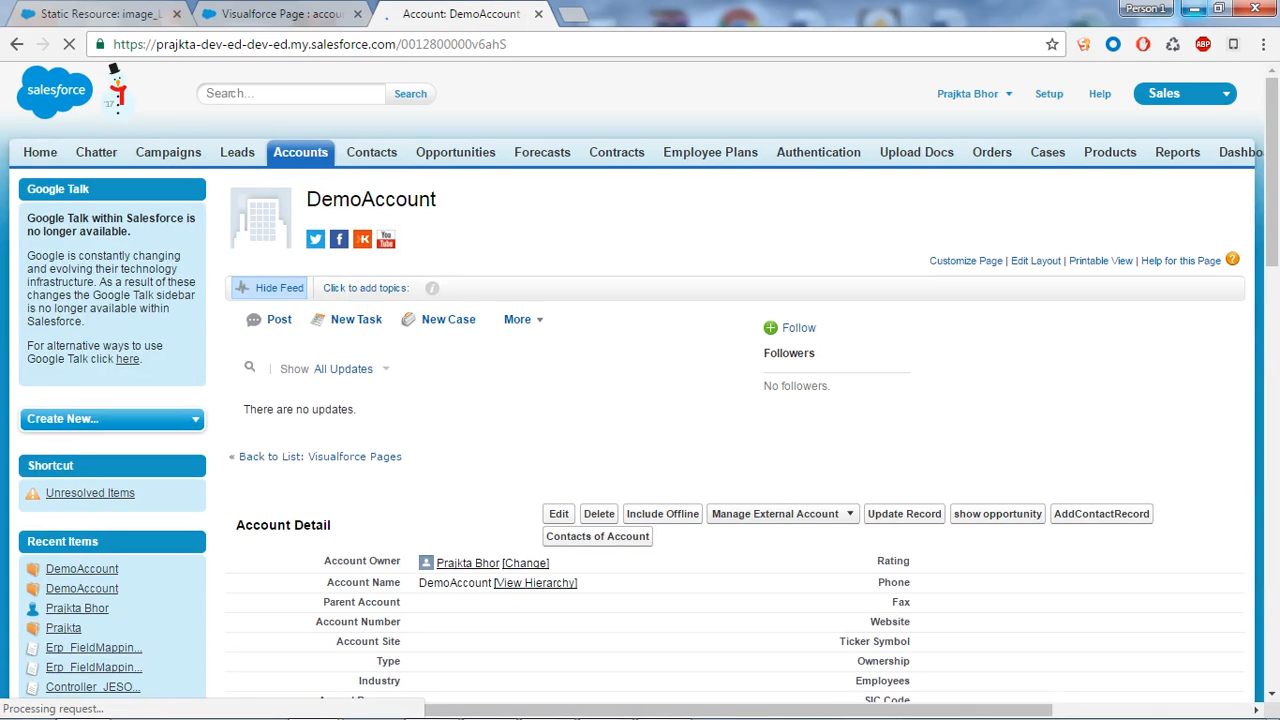 Static Resource: image_L
Visualforce Page : accou
Account: DemoAccount
Person 1
https://prajkta-dev-ed-dev-ed.my.salesforce.com/0012800000v6ahS
ABP
salesforce
'17
Search...
Search
Prajkta Bhor
Setup
Help
Sales
Home
Chatter
Campaigns
Leads
Accounts
Contacts
Opportunities
Forecasts
Contracts
Employee Plans
Authentication
Upload Docs
Orders
Cases
Products
Reports
Dashbo
Google Talk
Google Talk within Salesforce is
no longer available.
Google is constantly changing
and evolving their technology
infrastructure. As a result of these
changes the Google Talk sidebar
is no longer available within
Salesforce.
For alternative ways to use
Google Talk click here.
Create New...
Shortcut
Unresolved Items
Recent Items
DemoAccount
DemoAccount
Prajkta Bhor
Prajkta
Erp_FieldMappin...
Erp_FieldMappin...
Controller_JESO...
DemoAccount
You Tube
Customize Page | Edit Layout | Printable View | Help for this Page
Hide Feed
Click to add topics:
Post
New Task
New Case
More
Follow
Followers
No followers.
Show All Updates
There are no updates.
« Back to List: Visualforce Pages
Account Detail
Edit
Delete
Include Offline
Manage External Account
Update Record
show opportunity
AddContactRecord
Contacts of Account
Account Owner Prajkta Bhor [Change]
Rating
Account Name DemoAccount [View Hierarchy]
Phone
Parent Account
Fax
Account Number
Website
Account Site
Ticker Symbol
Type
Ownership
Industry
Employees
SIC Code
Processing request...